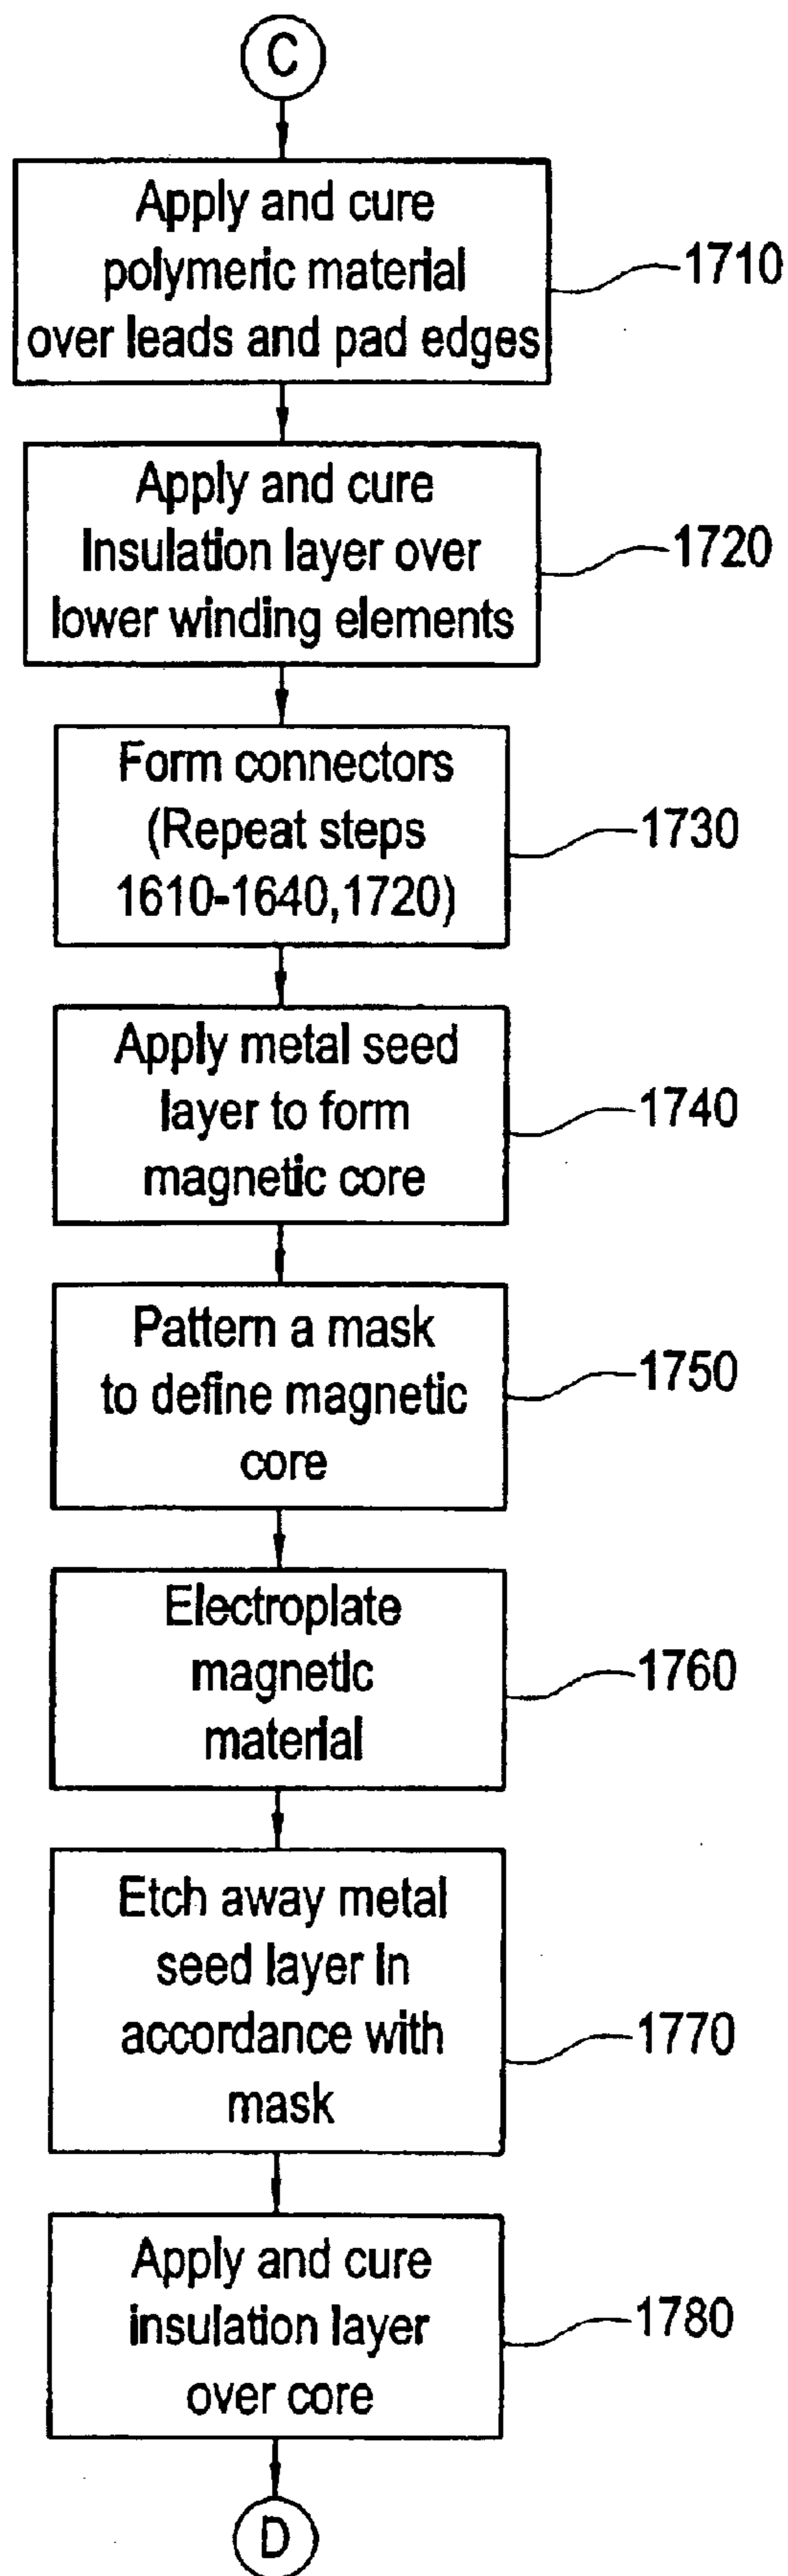 C
Apply and cure
polymeric material
over leads and pad edges
1710
Apply and cure
Insulation layer over
lower winding elements
1720
Form connectors
(Repeat steps
1610-1640,1720)
1730
Apply metal seed
layer to form
magnetic core
1740
Pattern a mask
to define magnetic
core
1750
Electroplate
magnetic
material
1760
Etch away metal
seed layer in
accordance with
mask
1770
Apply and cure
insulation layer
over core
1780
D